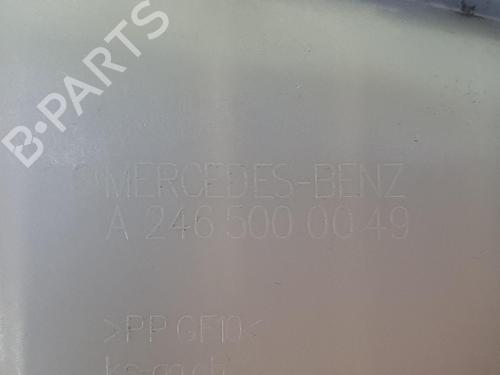 B-PARTS
MERCEDES-BENZ
A 246 500 00 49
>PP GF10<